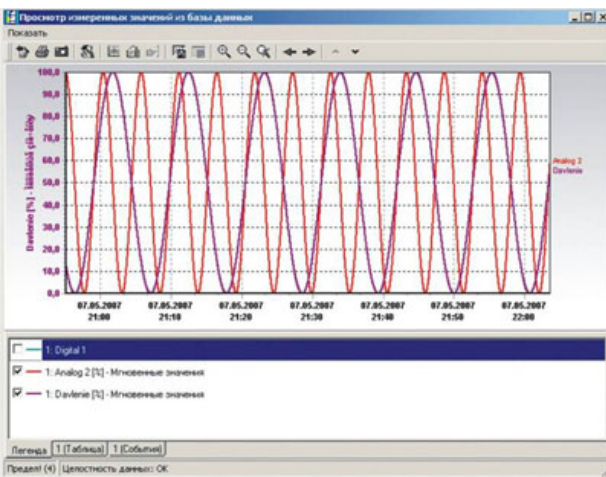 Просмотр измеренных значений из базы данных
Показать
100,0
90,0
80,0
70,0
60,0
50,0
40,0
30,0
20,0
10,0
0,0
Davlenie [%] -
Analog 2
Davlenie
07.05.2007 07.05.2007 07.05.2007 07.05.2007 07.05.2007 07.05.2007 07.05.2007
21:00 21:10 21:20 21:30 21:40 21:50 22:00
1: Digital 1
1: Analog 2 [%] - Мгновенные значения
1: Davlenie [%] - Мгновенные значения
Легенда 1 (Таблица) 1 (События)
Предел! (4) Целостность данных: OK